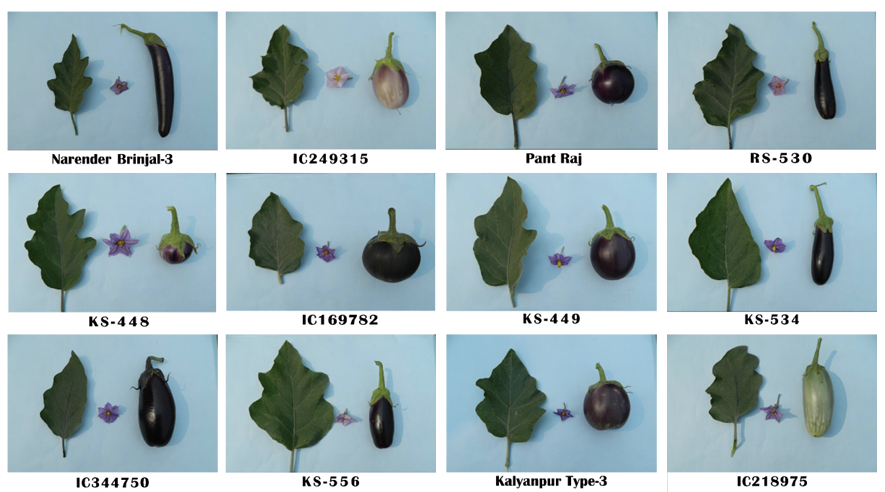 Narender Brinjal-3
IC249315
Pant Raj
RS-530
KS-448
IC169782
KS-449
KS-534
IC344750
KS-556
Kalyanpur Type-3
IC218975